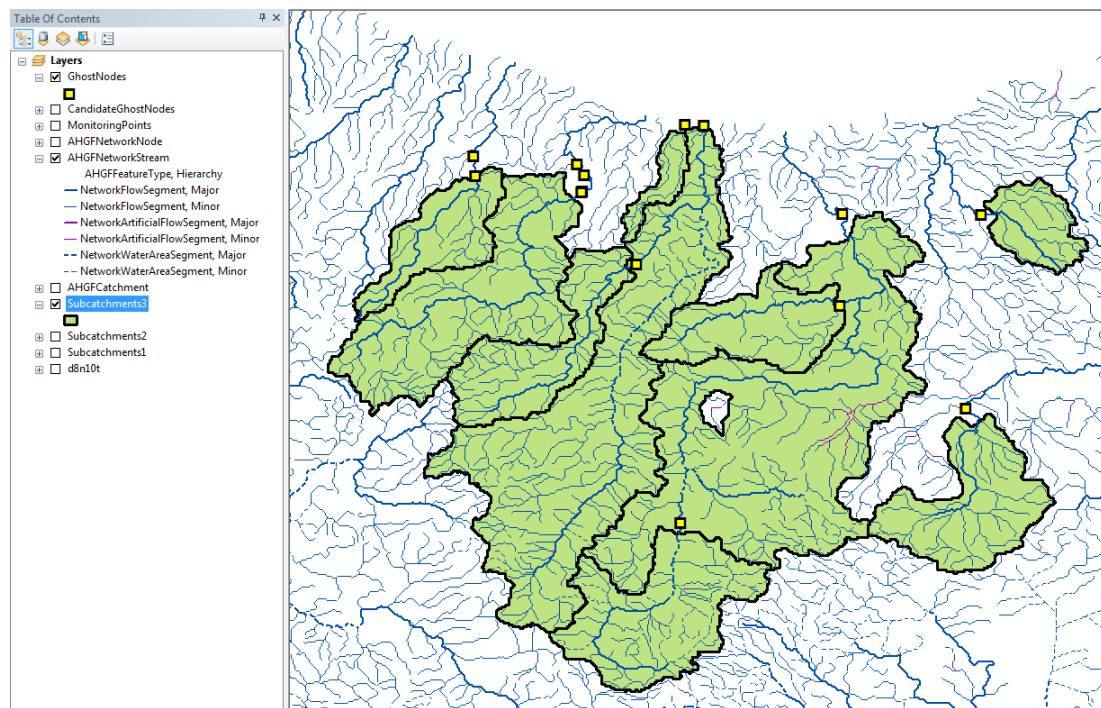 Table Of Contents
Layers
GhostNodes
CandidateGhostNodes
MonitoringPoints
AHGFNetworkNode
AHGFNetworkStream
AHGFFeatureType, Hierarchy
NetworkFlowSegment, Major
NetworkFlowSegment, Minor
NetworkArtificialFlowSegment, Major
NetworkArtificialFlowSegment, Minor
NetworkWaterAreaSegment, Major
NetworkWaterAreaSegment, Minor
AHGFCatchment
Subcatchments3
Subcatchments2
Subcatchments1
d8n10t